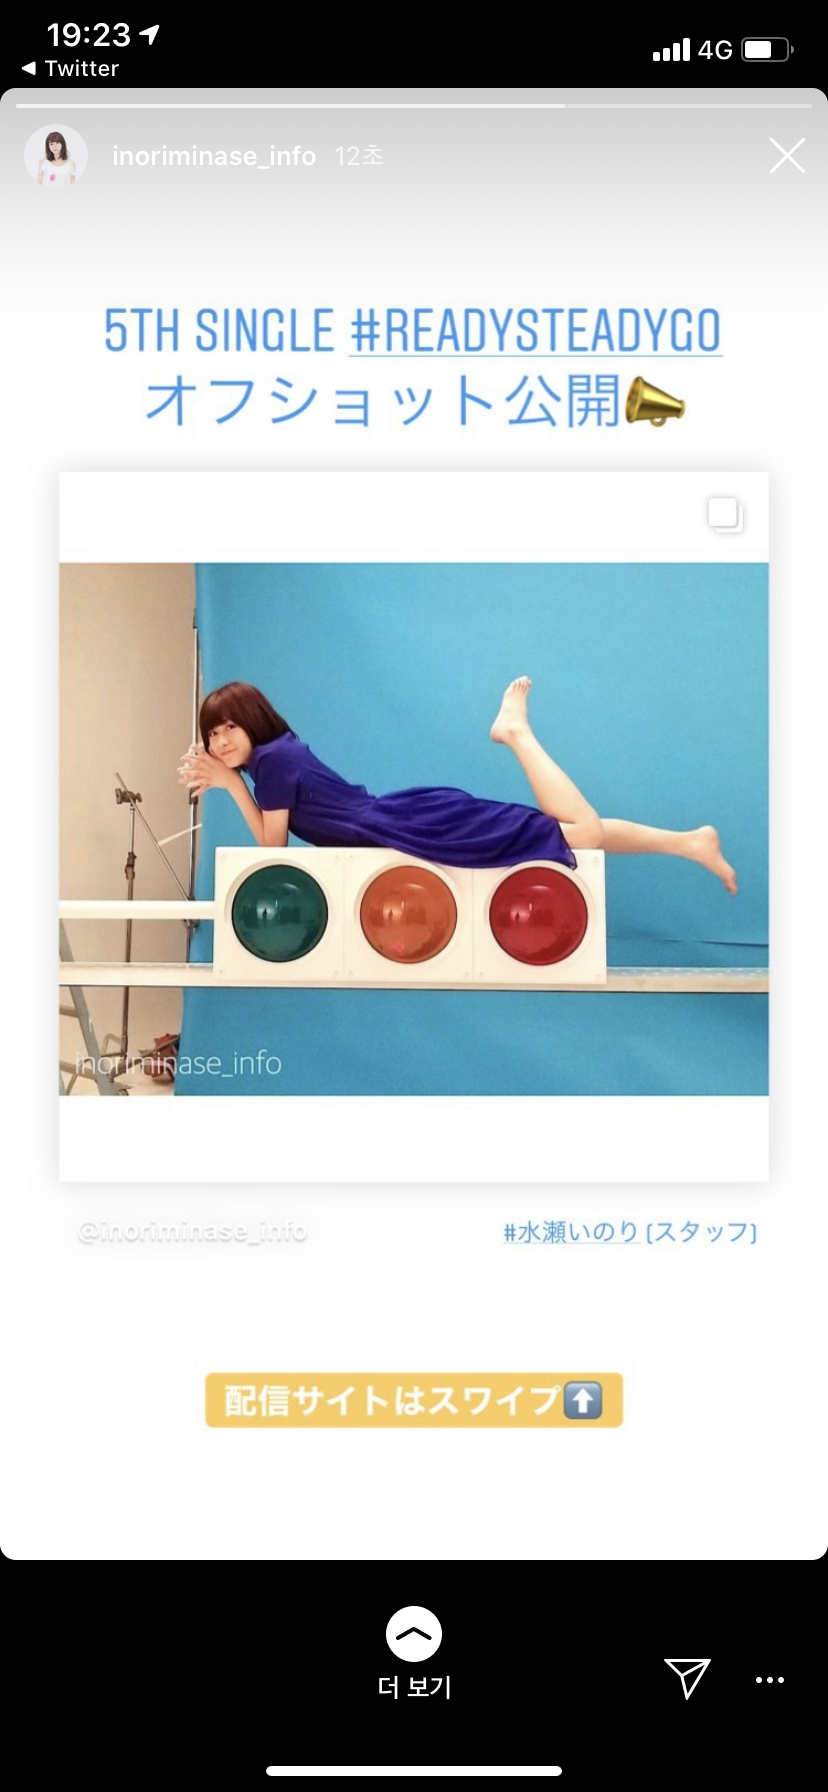 19:23
4G
◀ Twitter
inoriminase_info 12초
5TH SINGLE #READYSTEADYGO
オフショット公開📣
inoriminase_info
@inoriminase_info
#水瀬いのり(スタッフ)
配信サイトはスワイプ⬆️
더 보기